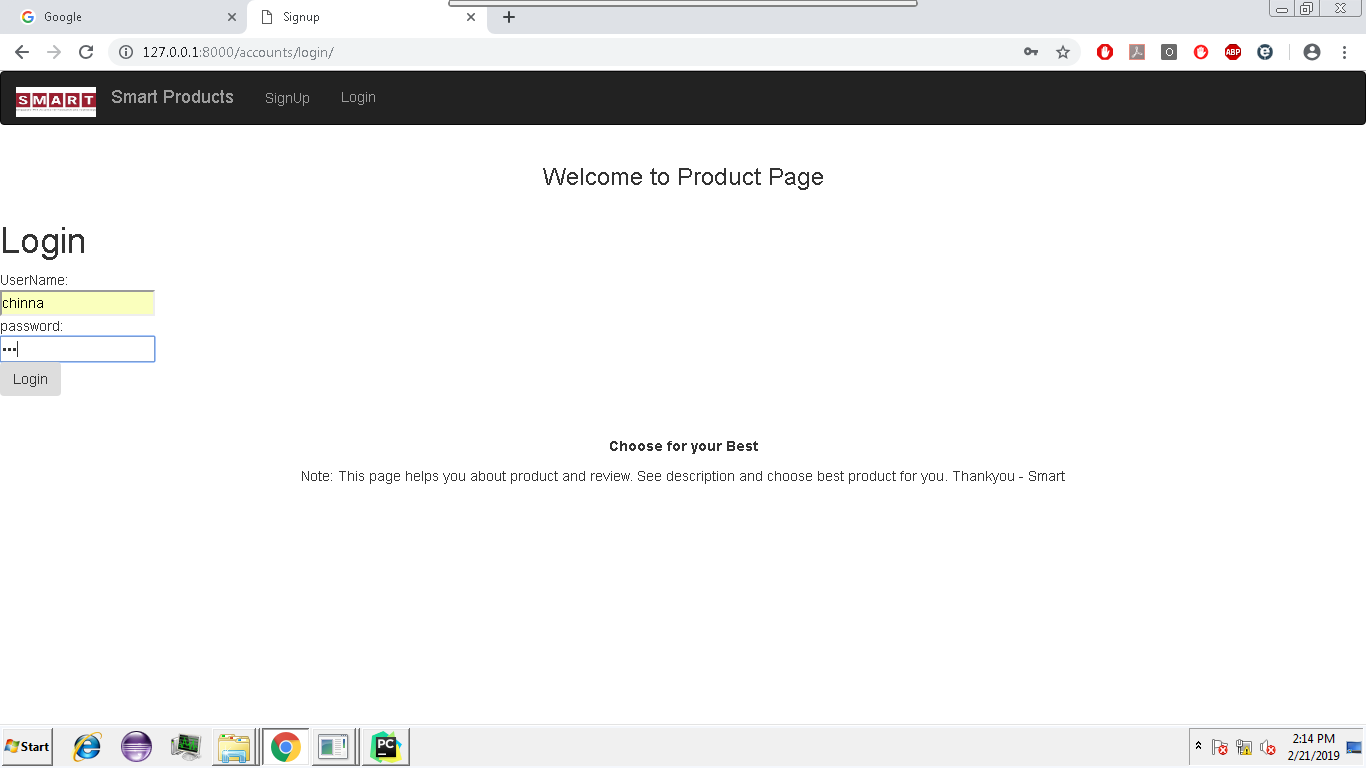 Google
Signup
127.0.0.1:8000/accounts/login/
ABP
SMART
Smart Products
SignUp
Login
Welcome to Product Page
Login
UserName:
chinna
password:
•••
Login
Choose for your Best
Note: This page helps you about product and review. See description and choose best product for you. Thankyou - Smart
Start
PC
2:14 PM
2/21/2019